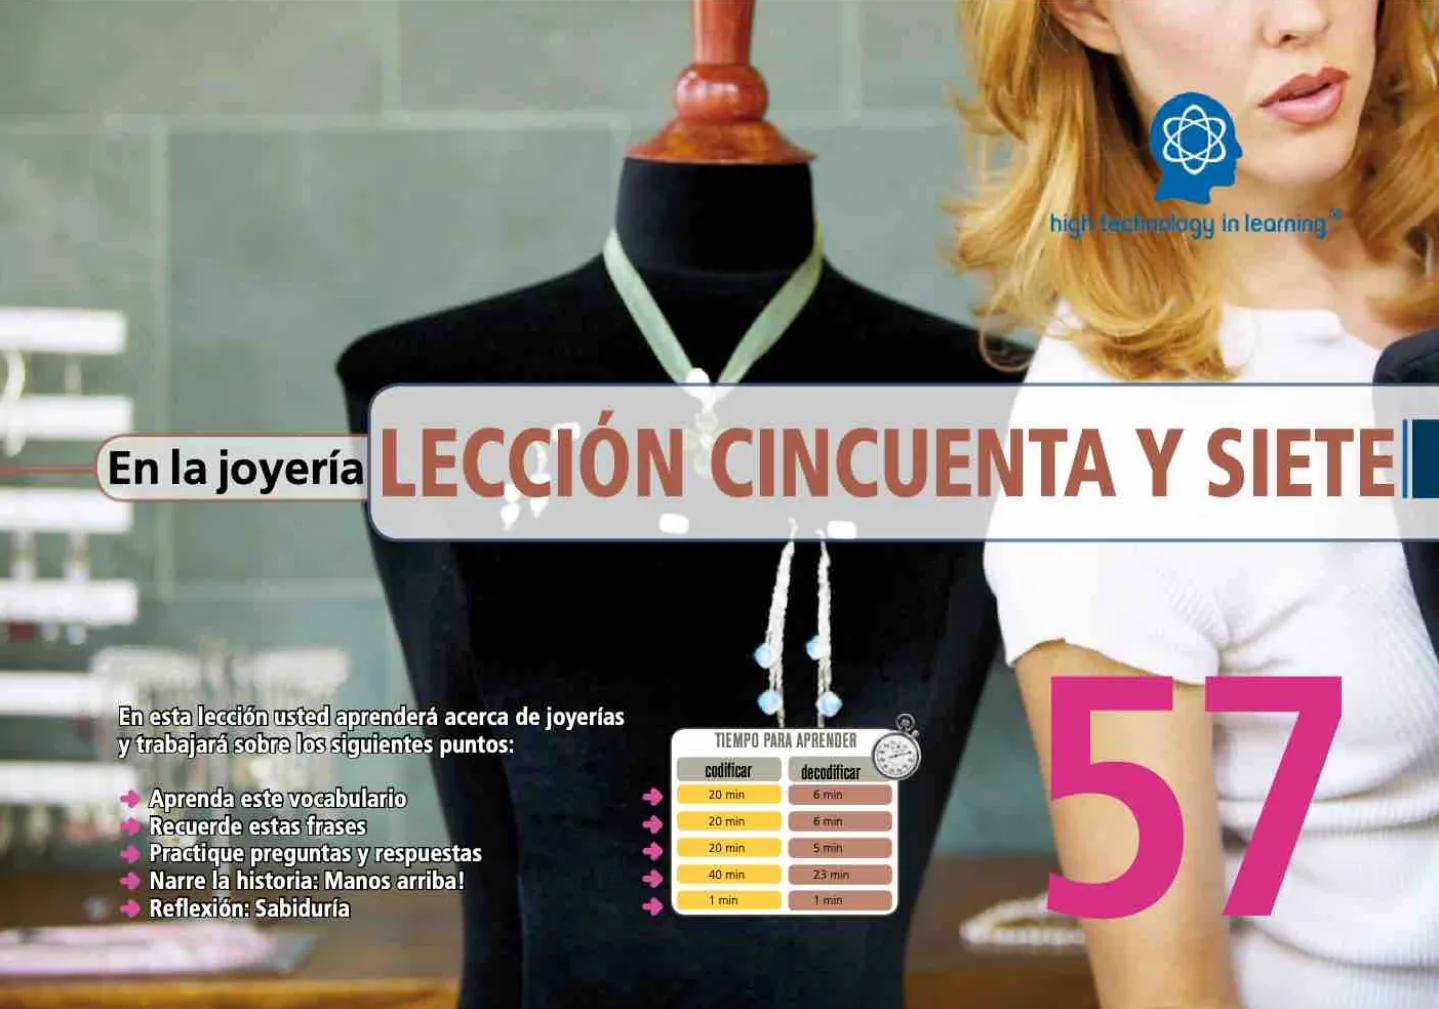 high technology in learning®
En la joyería
LECCIÓN CINCUENTA Y SIETE
En esta lección usted aprenderá acerca de joyerías
y trabajará sobre los siguientes puntos:
TIEMPO PARA APRENDER
codificar decodificar
Aprenda este vocabulario 20 min 6 min
Recuerde estas frases 20 min 6 min
Practique preguntas y respuestas 20 min 5 min
Narre la historia: Manos arriba! 40 min 23 min
Reflexión: Sabiduría 1 min 1 min
57